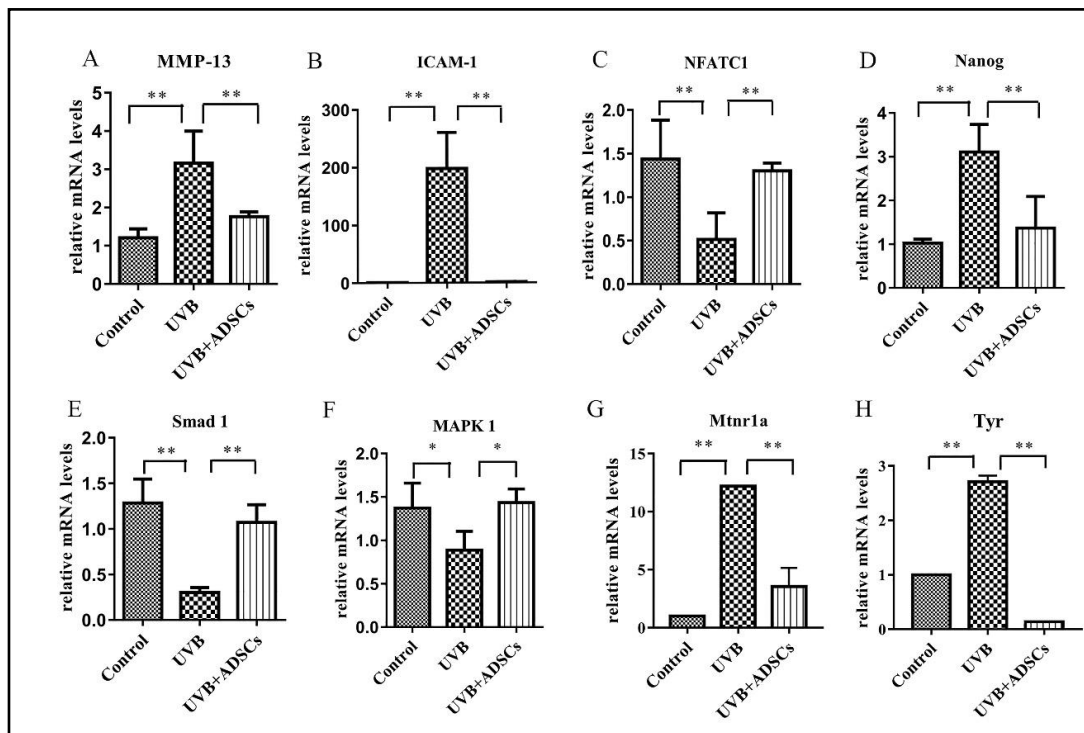 A
MMP-13
relative mRNA levels
5
4
3
2
1
0
** **
Control
UVB
UVB+ADSCs
B
ICAM-1
relative mRNA levels
300
200
100
0
** **
Control
UVB
UVB+ADSCs
C
NFATC1
relative mRNA levels
2.0
1.5
1.0
0.5
0.0
** **
Control
UVB
UVB+ADSCs
D
Nanog
relative mRNA levels
4
3
2
1
0
** **
Control
UVB
UVB+ADSCs
E
Smad 1
relative mRNA levels
2.0
1.5
1.0
0.5
0.0
** **
Control
UVB
UVB+ADSCs
F
MAPK 1
relative mRNA levels
2.0
1.5
1.0
0.5
0.0
* *
Control
UVB
UVB+ADSCs
G
Mtnr1a
relative mRNA levels
15
10
5
0
** **
Control
UVB
UVB+ADSCs
H
Tyr
relative mRNA levels
3
2
1
0
** **
Control
UVB
UVB+ADSCs